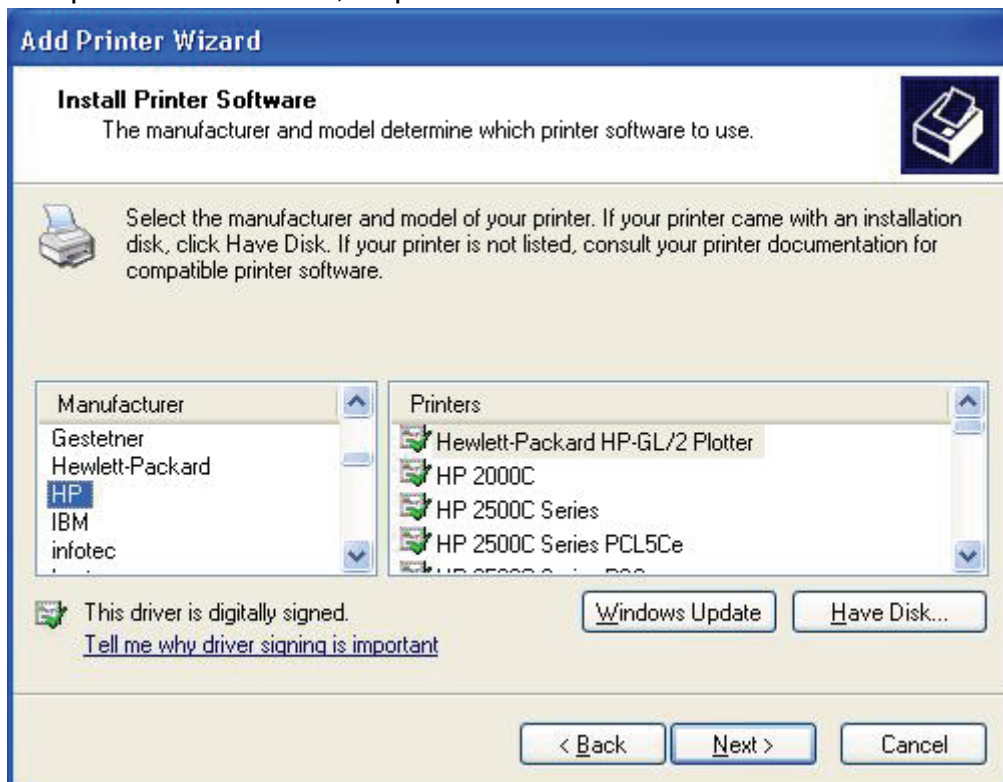 Add Printer Wizard
Install Printer Software
The manufacturer and model determine which printer software to use.
Select the manufacturer and model of your printer. If your printer came with an installation
disk, click Have Disk. If your printer is not listed, consult your printer documentation for
compatible printer software.
Manufacturer
Gestetner
Hewlett-Packard
HP
IBM
infotec
Printers
Hewlett-Packard HP-GL/2 Plotter
HP 2000C
HP 2500C Series
HP 2500C Series PCL5Ce
This driver is digitally signed.
Tell me why driver signing is important
Windows Update
Have Disk...
< Back
Next >
Cancel